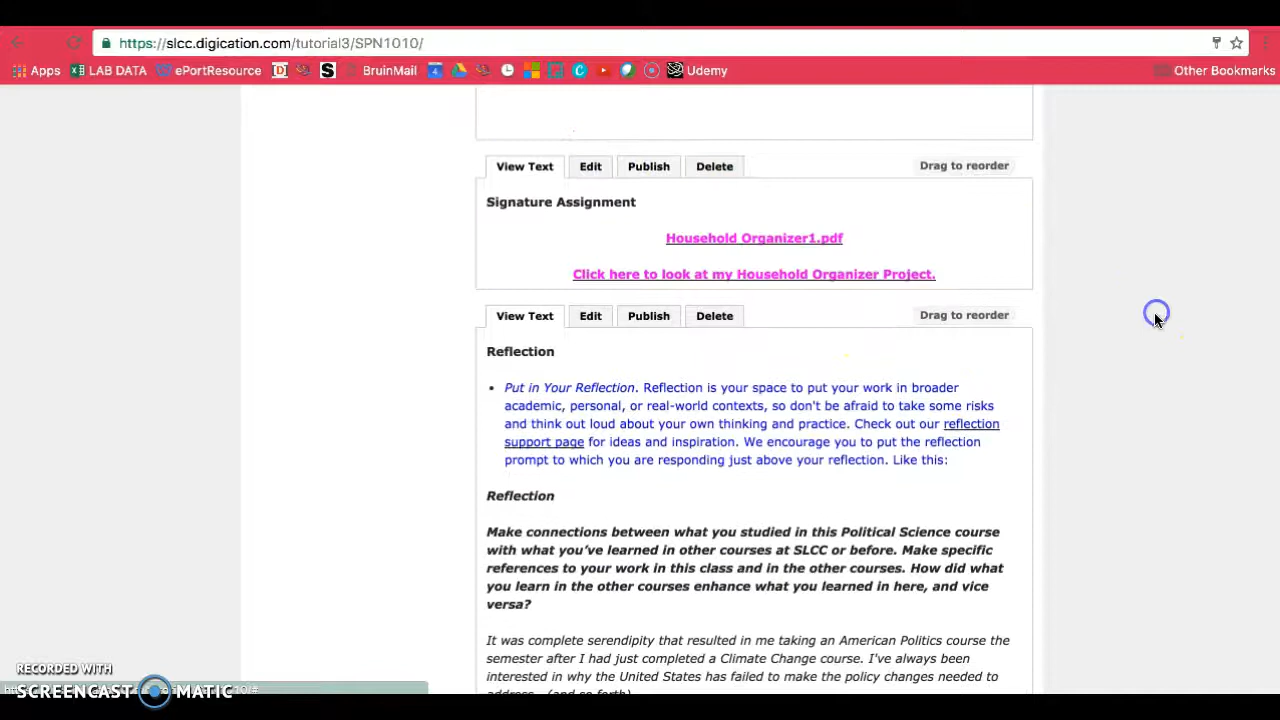 https://slcc.digication.com/tutorial3/SPN1010/
Apps LAB DATA ePortResource BruinMail Udemy Other Bookmarks
View Text Edit Publish Delete Drag to reorder
Signature Assignment
Household Organizer1.pdf
Click here to look at my Household Organizer Project.
View Text Edit Publish Delete Drag to reorder
Reflection
• Put in Your Reflection. Reflection is your space to put your work in broader
academic, personal, or real-world contexts, so don't be afraid to take some risks
and think out loud about your own thinking and practice. Check out our reflection
support page for ideas and inspiration. We encourage you to put the reflection
prompt to which you are responding just above your reflection. Like this:
Reflection
Make connections between what you studied in this Political Science course
with what you've learned in other courses at SLCC or before. Make specific
references to your work in this class and in the other courses. How did what
you learn in the other courses enhance what you learned in here, and vice
versa?
It was complete serendipity that resulted in me taking an American Politics course the
semester after I had just completed a Climate Change course. I've always been
interested in why the United States has failed to make the policy changes needed to
address...(and so forth)
RECORDED WITH
SCREENCAST MATIC